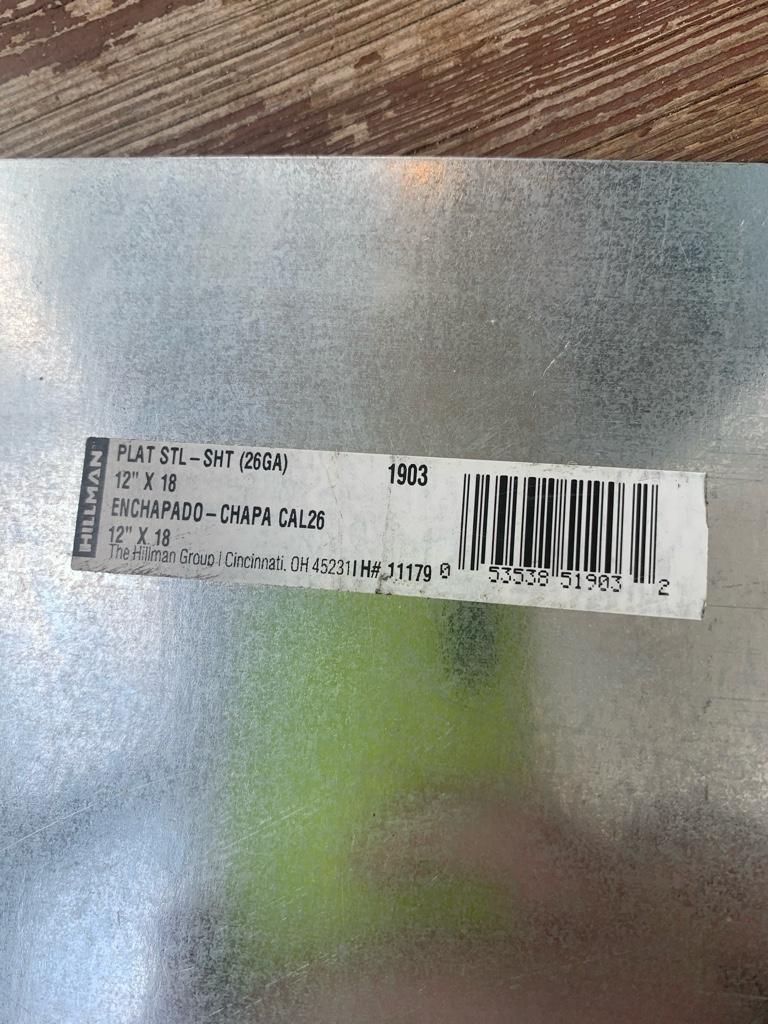 HILLMAN
PLAT STL-SHT (26GA)
12" X 18
ENCHAPADO-CHAPA CAL26
12" X 18
The Hillman Group | Cincinnati. OH 45231 | H# 11179
1903
0 53538 51903 2